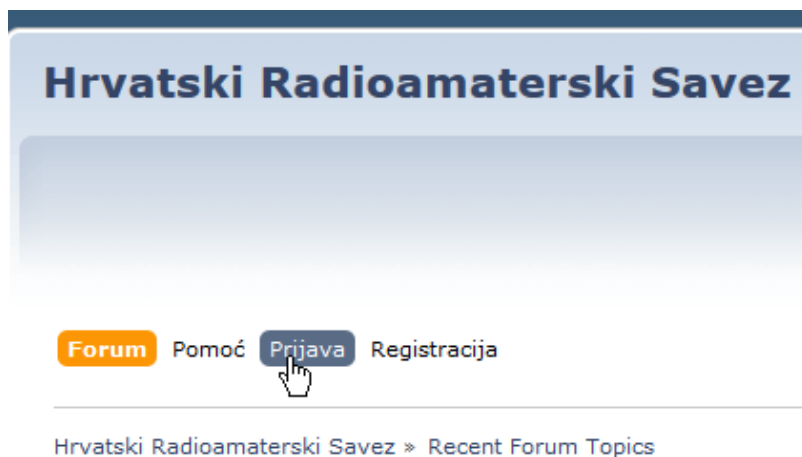 Hrvatski Radioamaterski Savez
Forum Pomoć Prijava Registracija
Hrvatski Radioamaterski Savez » Recent Forum Topics